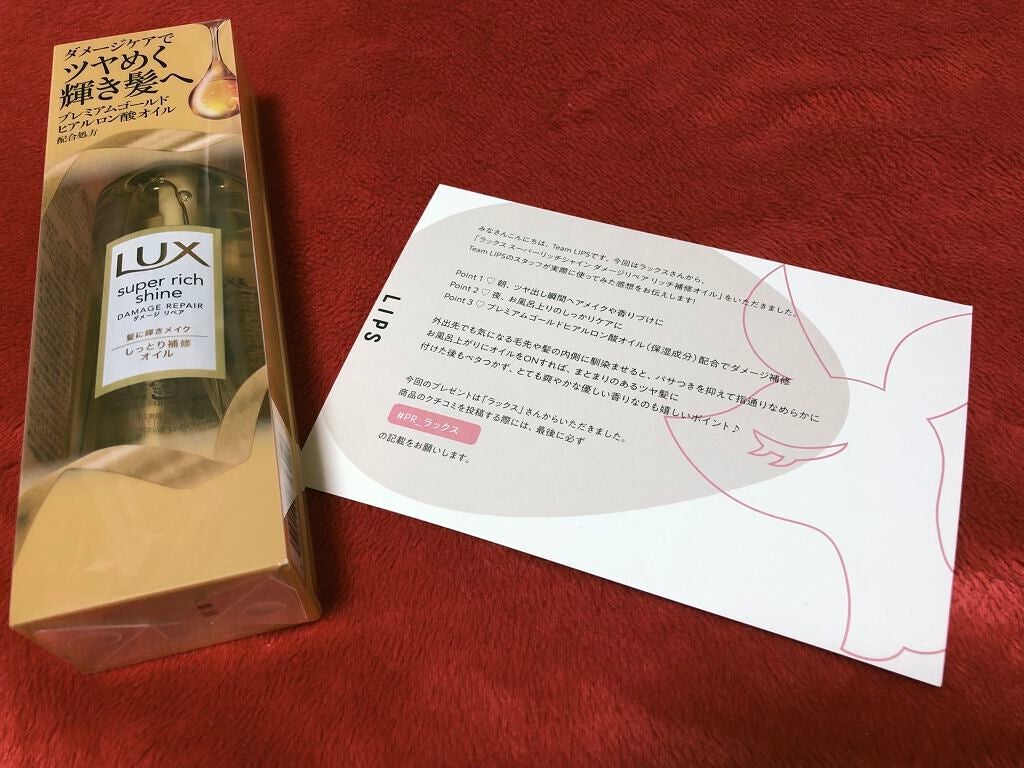 ダメージケアで
ツヤめく
輝き髪へ
プレミアムゴールド
ヒアルロン酸 オイル
配合処方
LUX
super rich
shine
DAMAGE REPAIR
ダメージ リペア
髪に輝きメイク
しっとり補修
オイル
LIPS
みなさんこんにちは、Team LIPSです。今回はラックスさんから、
「ラックス スーパーリッチシャイン ダメージリペア リッチ補修オイル」をいただきました。
Team LIPSのスタッフが実際に使ってみた感想をお伝えします!
Point 1 ♡ 朝、ツヤ出し瞬間ヘアメイクや香りづけに
Point 2 ♡ 夜、お風呂上りのしっかりケアに
Point 3 ♡ プレミアムゴールドヒアルロン酸オイル(保湿成分)配合でダメージ補修
外出先でも気になる毛先や髪の内側に馴染ませると、パサつきを抑えて指通りなめらかに
お風呂上がりにオイルをONすれば、まとまりのあるツヤ髪に
付けた後もベタつかず、とても爽やかな優しい香りなのも嬉しいポイント♪
今回のプレゼントは「ラックス」さんからいただきました。
商品のクチコミを投稿する際には、最後に必ず
#PR_ラックス
の記載をお願いします。